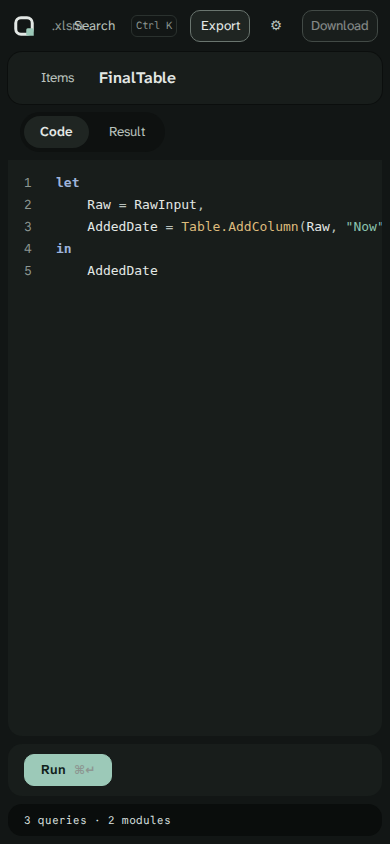 .xlsm Search Ctrl K Export ⚙ Download
Items FinalTable
Code Result
1 let
2 Raw = RawInput,
3 AddedDate = Table.AddColumn(Raw, "Now"
4 in
5 AddedDate
Run ⌘↵
3 queries · 2 modules